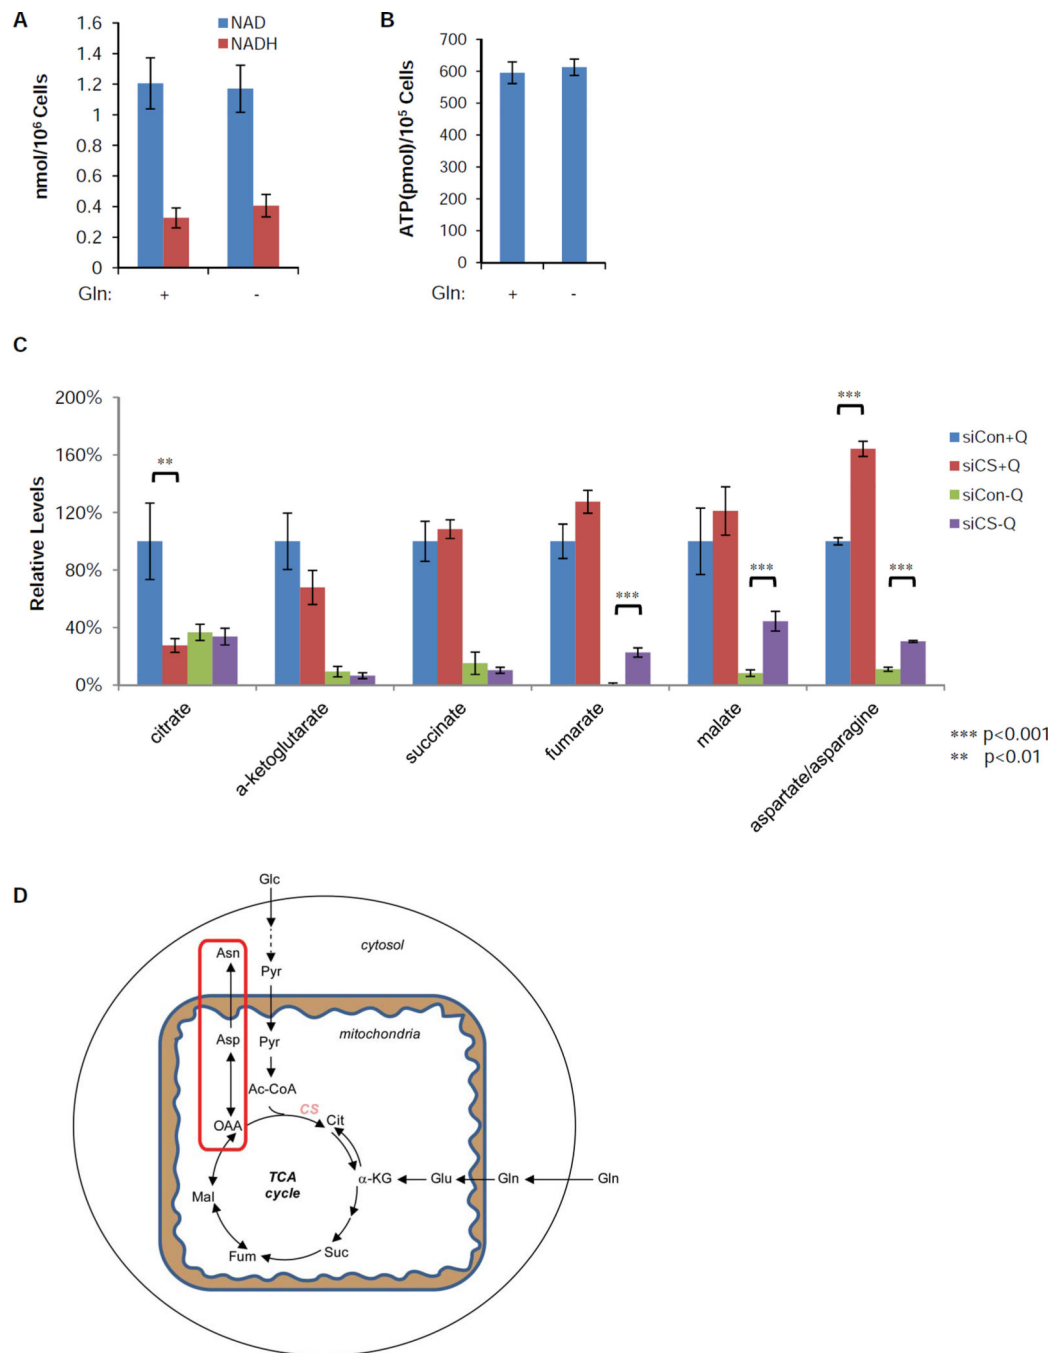 A
1.6
1.4
1.2
1
0.8
0.6
0.4
0.2
0
nmol/10⁶ Cells
NAD
NADH
Gln: + -
B
700
600
500
400
300
200
100
0
ATP(pmol)/10⁵ Cells
Gln: + -
C
200%
160%
120%
80%
40%
0%
Relative Levels
**
***
***
***
***
siCon+Q
siCS+Q
siCon-Q
siCS-Q
citrate
a-ketoglutarate
succinate
fumarate
malate
aspartate/asparagine
*** p<0.001
** p<0.01
D
Glc
cytosol
Asn
Pyr
mitochondria
Asp
Pyr
Ac-CoA
CS
OAA
Cit
TCA
cycle
α-KG
Glu
Gln
Gln
Mal
Fum
Suc